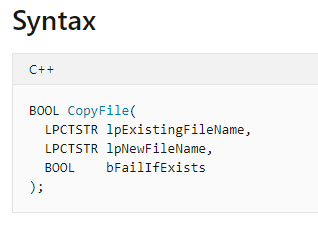 Syntax
C++
BOOL CopyFile(
  LPCTSTR lpExistingFileName,
  LPCTSTR lpNewFileName,
  BOOL    bFailIfExists
);